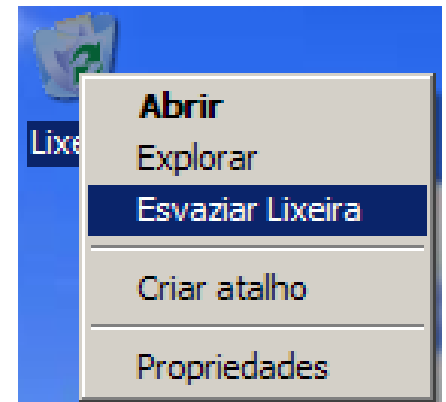 Lixe
Abrir
Explorar
Esvaziar Lixeira
Criar atalho
Propriedades